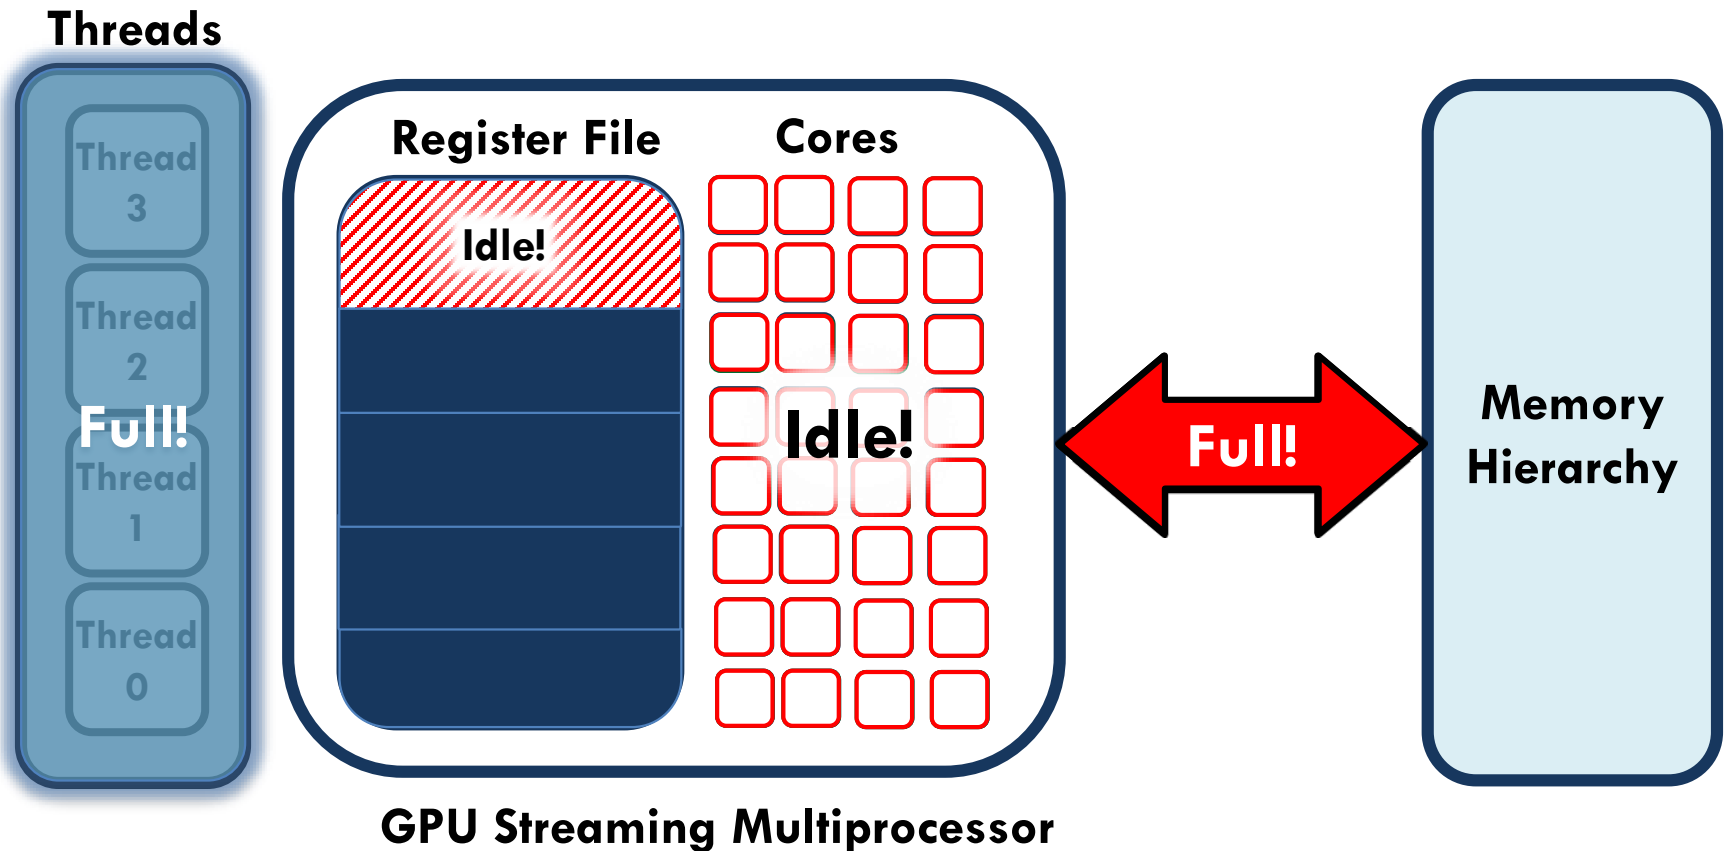 Threads
Thread
3
Thread
2
Full!
Thread
1
Thread
0
Register File
Idle!
Cores
Idle!
Full!
Memory
Hierarchy
GPU Streaming Multiprocessor